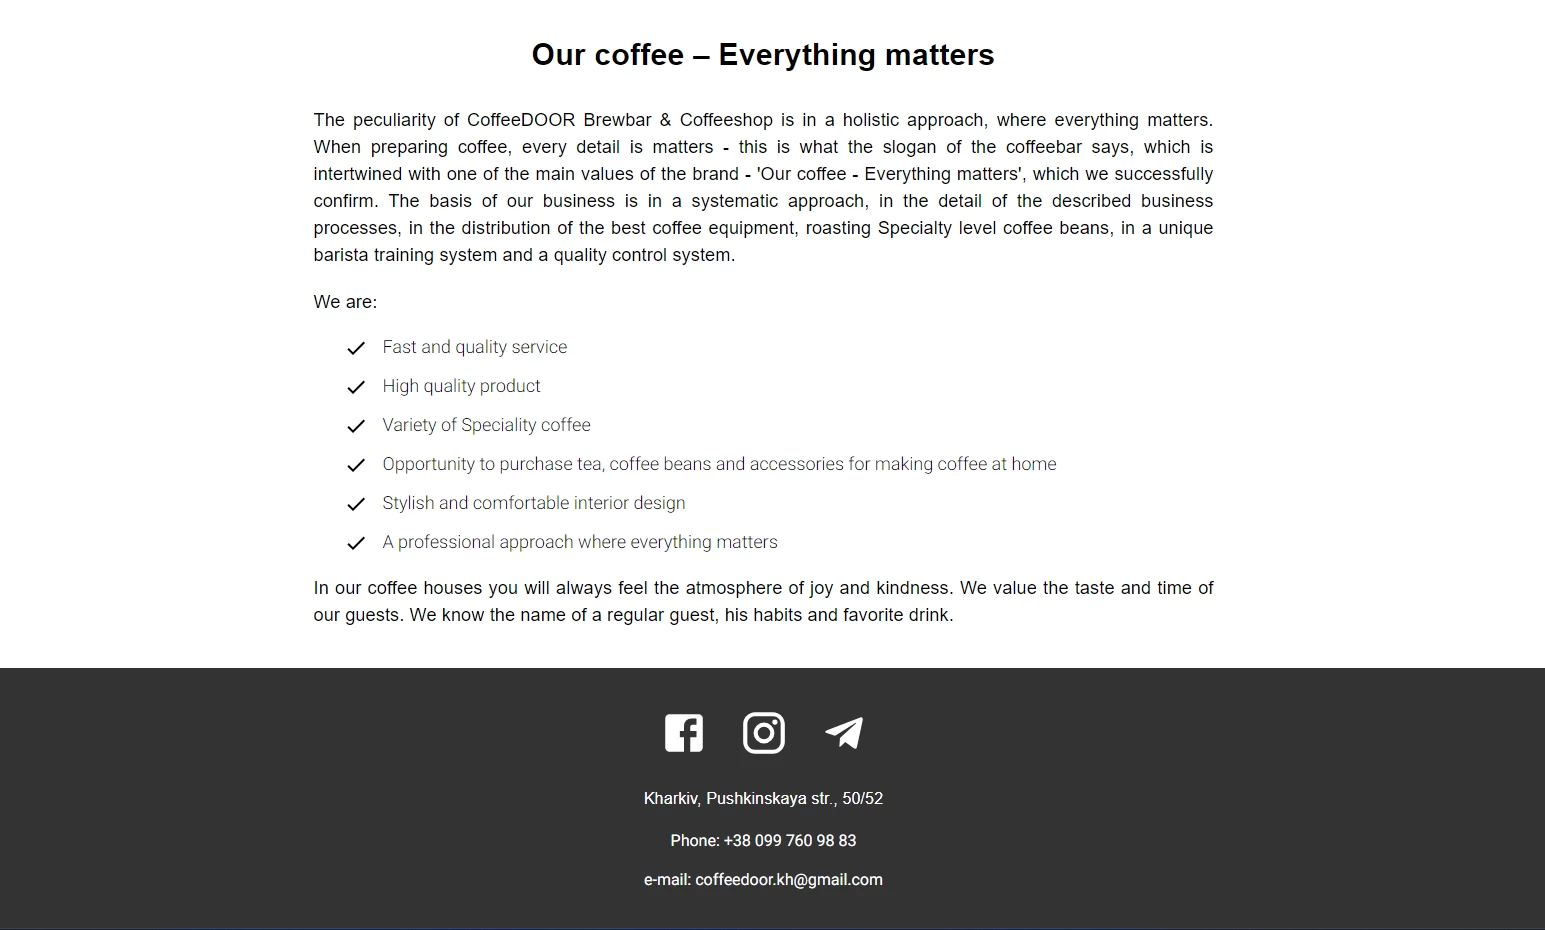 Our coffee – Everything matters
The peculiarity of CoffeeDOOR Brewbar & Coffeeshop is in a holistic approach, where everything matters.
When preparing coffee, every detail is matters - this is what the slogan of the coffeebar says, which is
intertwined with one of the main values of the brand - 'Our coffee - Everything matters', which we successfully
confirm. The basis of our business is in a systematic approach, in the detail of the described business
processes, in the distribution of the best coffee equipment, roasting Specialty level coffee beans, in a unique
barista training system and a quality control system.
We are:
Fast and quality service
High quality product
Variety of Speciality coffee
Opportunity to purchase tea, coffee beans and accessories for making coffee at home
Stylish and comfortable interior design
A professional approach where everything matters
In our coffee houses you will always feel the atmosphere of joy and kindness. We value the taste and time of
our guests. We know the name of a regular guest, his habits and favorite drink.
Kharkiv, Pushkinskaya str., 50/52
Phone: +38 099 760 98 83
e-mail: coffeedoor.kh@gmail.com